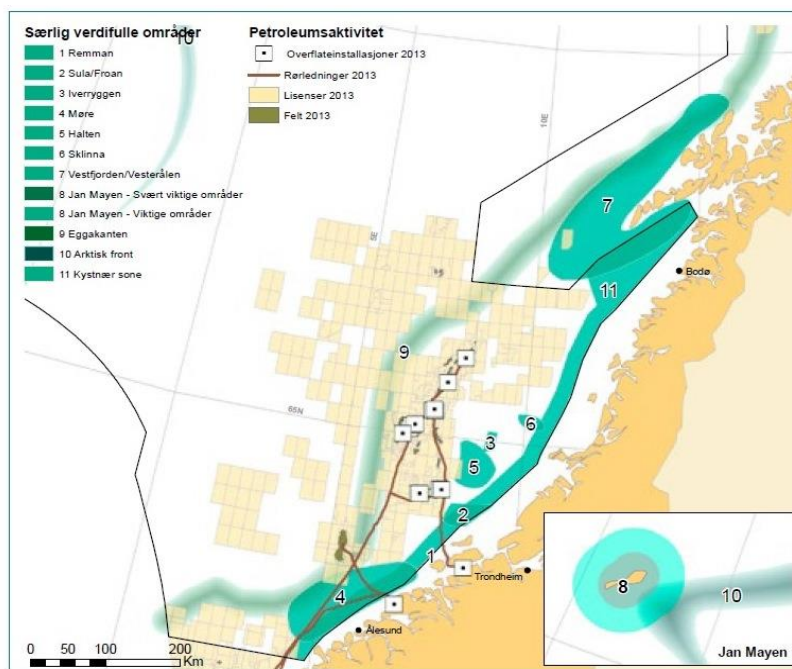 Særlig verdifulle områder
1 Remman
2 Sula/Froan
3 Iverryggen
4 Møre
5 Halten
6 Sklinna
7 Vestfjorden/Vesterålen
8 Jan Mayen - Svært viktige områder
8 Jan Mayen - Viktige områder
9 Eggakanten
10 Arktisk front
11 Kystnær sone
Petroleumsaktivitet
Overflateinstallasjoner 2013
Rørledninger 2013
Lisenser 2013
Felt 2013
10
10E
7
5E
11
Bodø
9
65N
6
3
5
2
1
Trondheim
4
Ålesund
0 50 100 200
Km
8
10
Jan Mayen